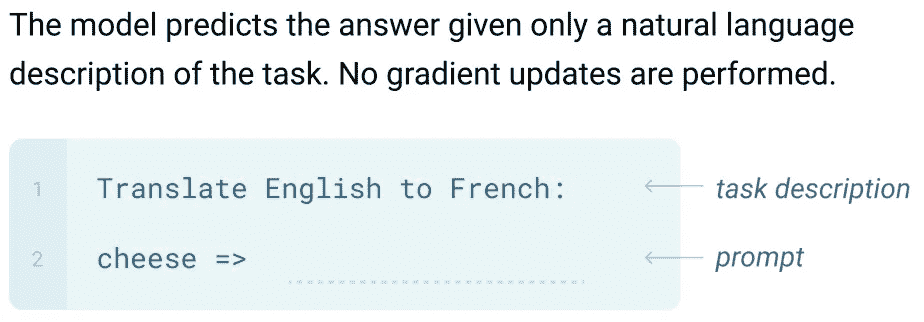 The model predicts the answer given only a natural language
description of the task. No gradient updates are performed.
1 Translate English to French: task description
2 cheese => prompt